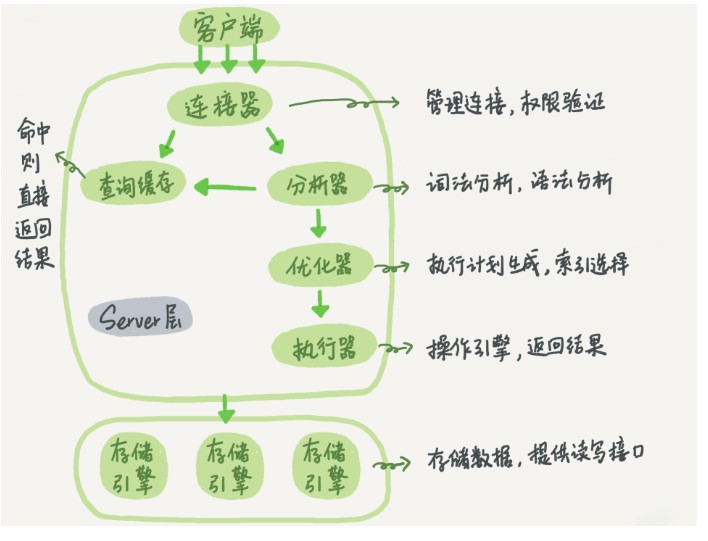 客户端
连接器
管理连接,权限验证
命中
则
直接
返回
结果
查询缓存
分析器
词法分析,语法分析
优化器
执行计划生成,索引选择
Server层
执行器
操作引擎,返回结果
存储
引擎
存储
引擎
存储
引擎
存储数据,提供读写接口